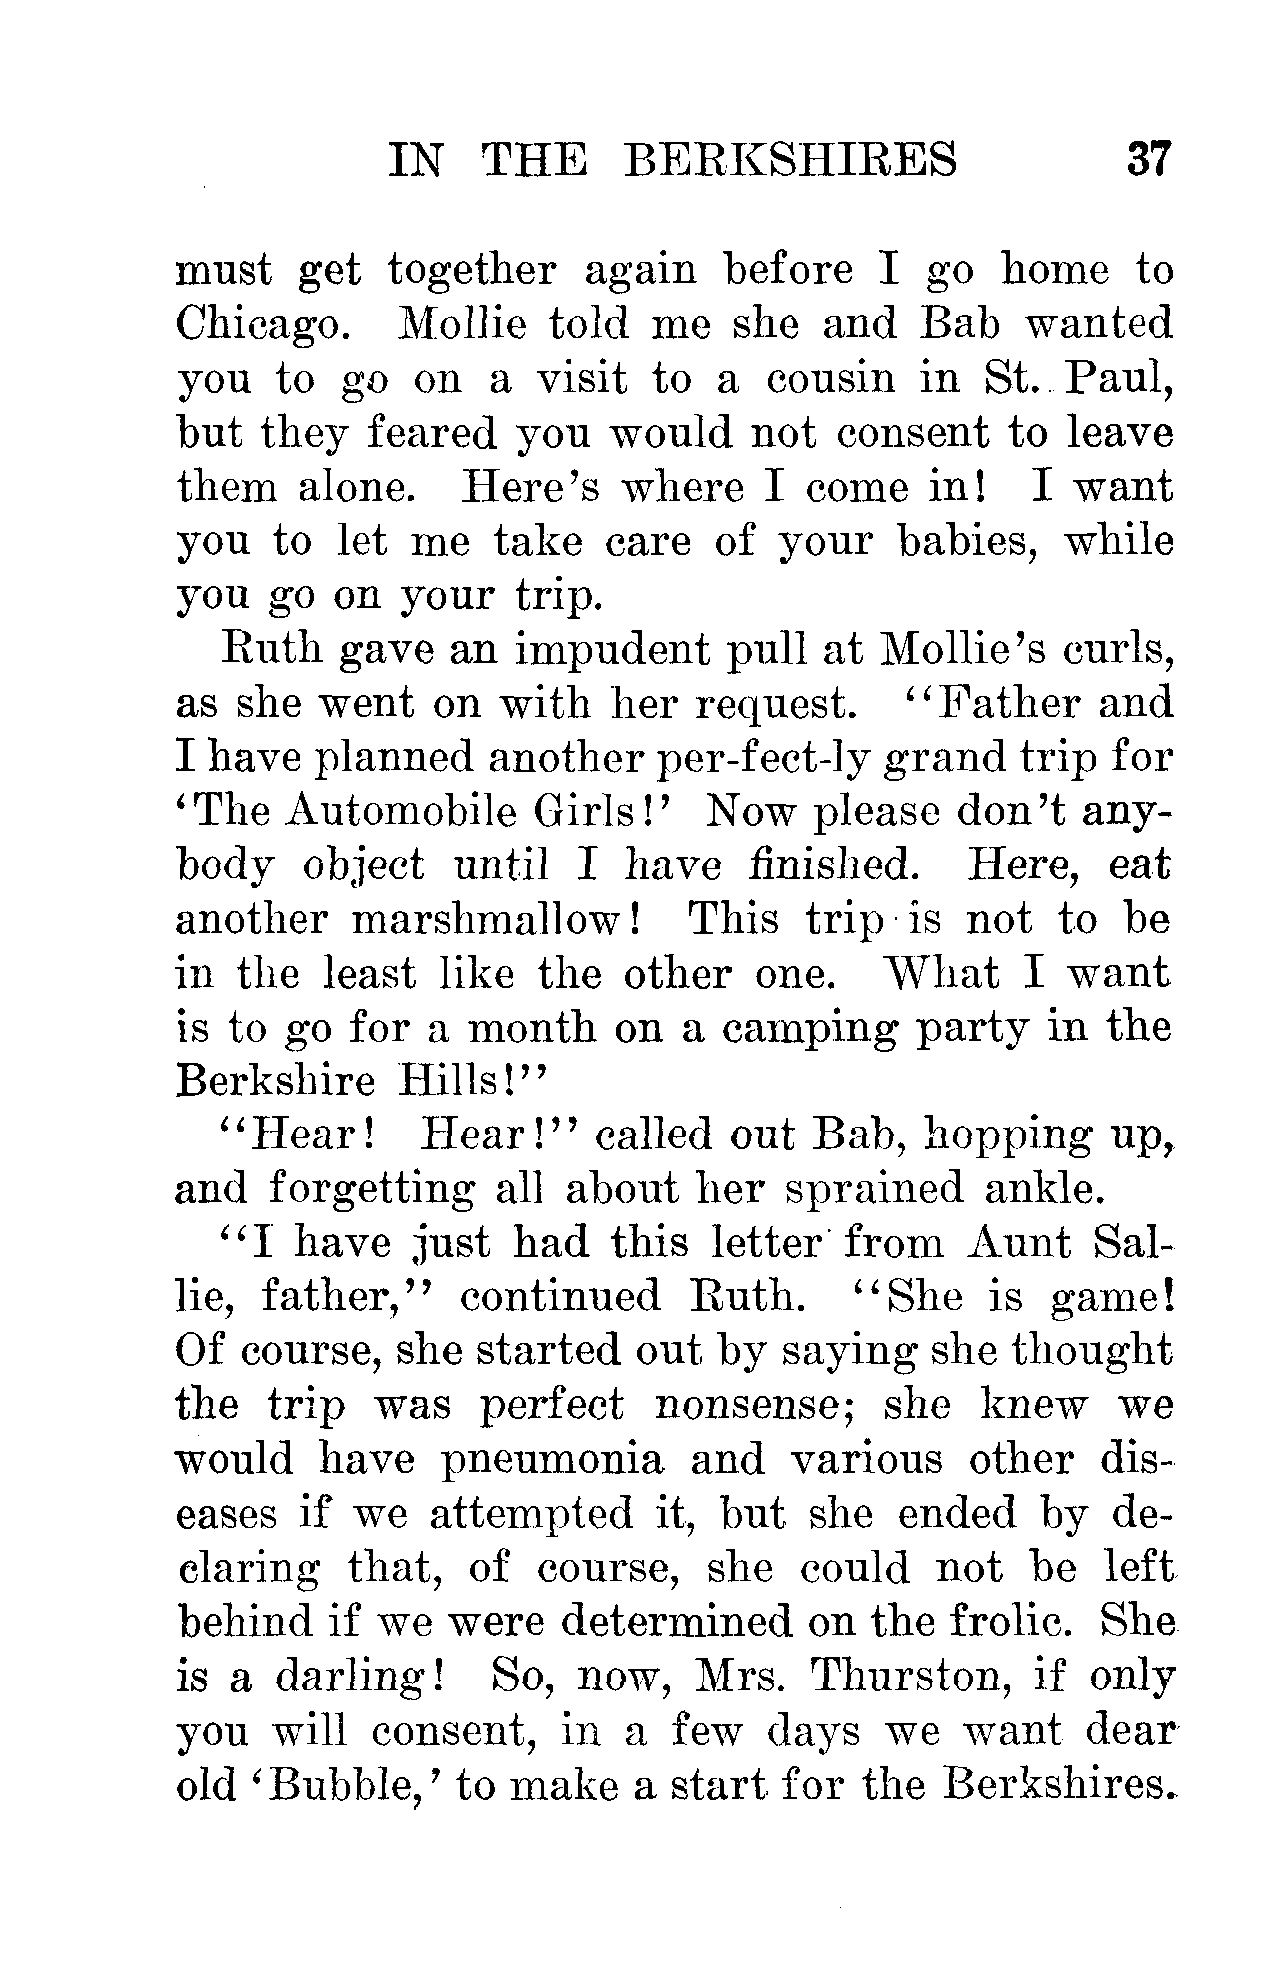 IN THE BERKSHIRES 37
must get together again before I go home to
Chicago. Mollie told me she and Bab wanted
you to go on a visit to a cousin in St. Paul,
but they feared you would not consent to leave
them alone. Here's where I come in! I want
you to let me take care of your babies, while
you go on your trip.
Ruth gave an impudent pull at Mollie's curls,
as she went on with her request. "Father and
I have planned another per-fect-ly grand trip for
'The Automobile Girls!' Now please don't any-
body object until I have finished. Here, eat
another marshmallow! This trip is not to be
in the least like the other one. What I want
is to go for a month on a camping party in the
Berkshire Hills!"
"Hear! Hear!" called out Bab, hopping up,
and forgetting all about her sprained ankle.
"I have just had this letter from Aunt Sal-
lie, father," continued Ruth. "She is game!
Of course, she started out by saying she thought
the trip was perfect nonsense; she knew we
would have pneumonia and various other dis-
eases if we attempted it, but she ended by de-
claring that, of course, she could not be left
behind if we were determined on the frolic. She
is a darling! So, now, Mrs. Thurston, if only
you will consent, in a few days we want dear
old 'Bubble,' to make a start for the Berkshires.